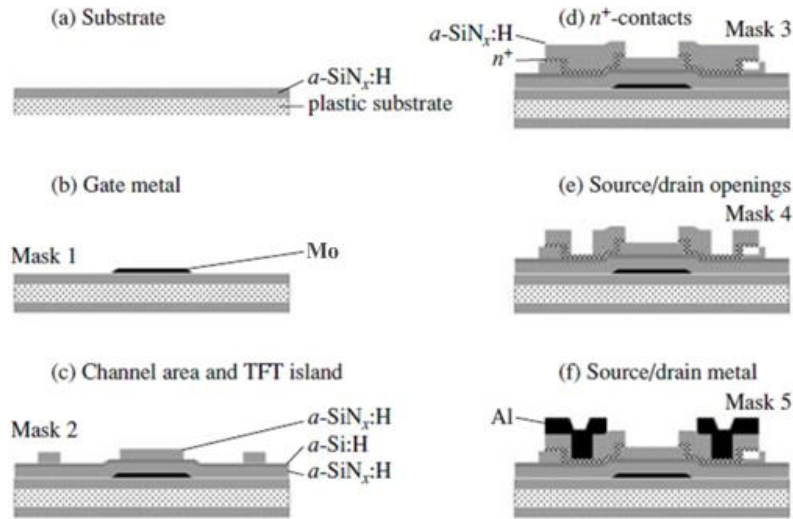 (a) Substrate
a-SiNₓ:H
plastic substrate
(b) Gate metal
Mask 1
Mo
(c) Channel area and TFT island
Mask 2
a-SiNₓ:H
a-Si:H
a-SiNₓ:H
(d) n⁺-contacts
Mask 3
a-SiNₓ:H
n⁺
(e) Source/drain openings
Mask 4
(f) Source/drain metal
Mask 5
Al